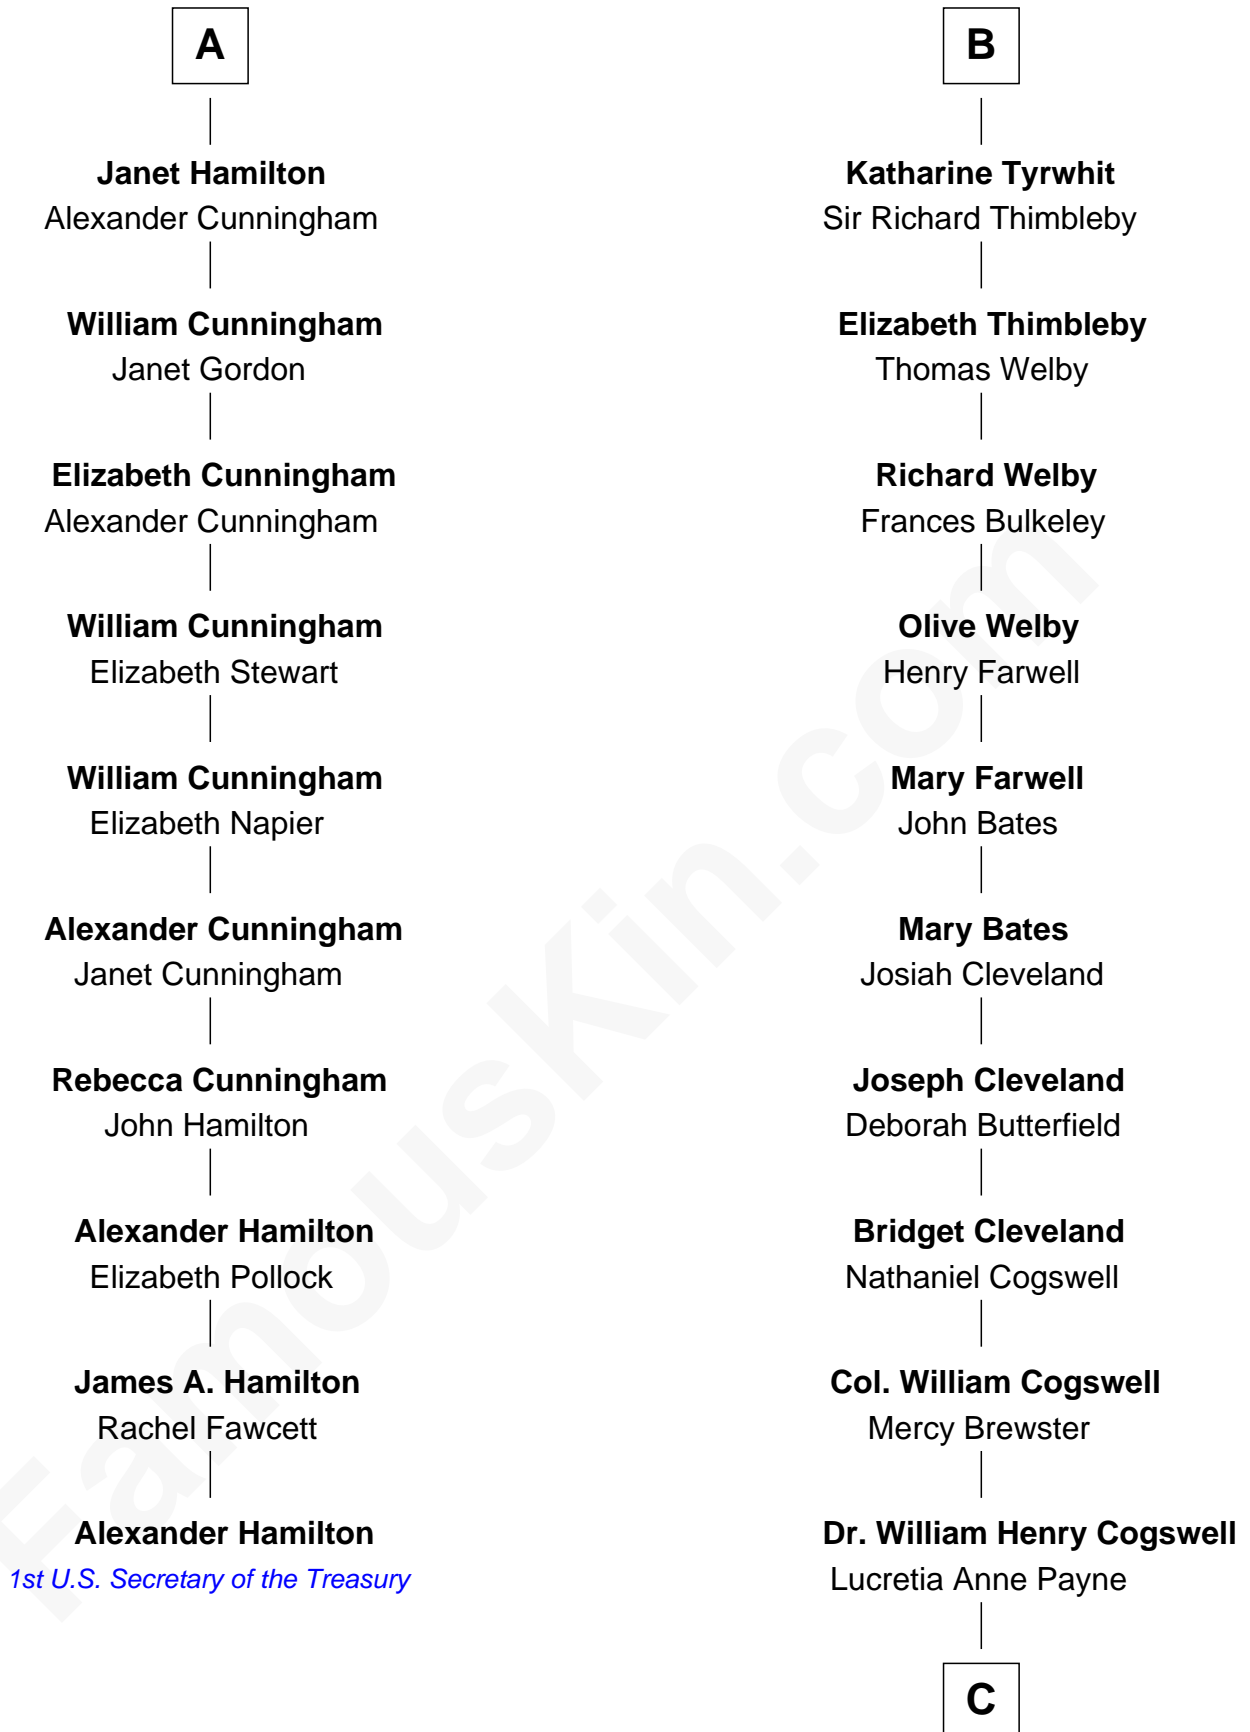 A
Janet Hamilton
Alexander Cunningham
William Cunningham
Janet Gordon
Elizabeth Cunningham
Alexander Cunningham
William Cunningham
Elizabeth Stewart
William Cunningham
Elizabeth Napier
Alexander Cunningham
Janet Cunningham
Rebecca Cunningham
John Hamilton
Alexander Hamilton
Elizabeth Pollock
James A. Hamilton
Rachel Fawcett
Alexander Hamilton
1st U.S. Secretary of the Treasury
B
Katharine Tyrwhit
Sir Richard Thimbleby
Elizabeth Thimbleby
Thomas Welby
Richard Welby
Frances Bulkeley
Olive Welby
Henry Farwell
Mary Farwell
John Bates
Mary Bates
Josiah Cleveland
Joseph Cleveland
Deborah Butterfield
Bridget Cleveland
Nathaniel Cogswell
Col. William Cogswell
Mercy Brewster
Dr. William Henry Cogswell
Lucretia Anne Payne
C
FamousKin.com